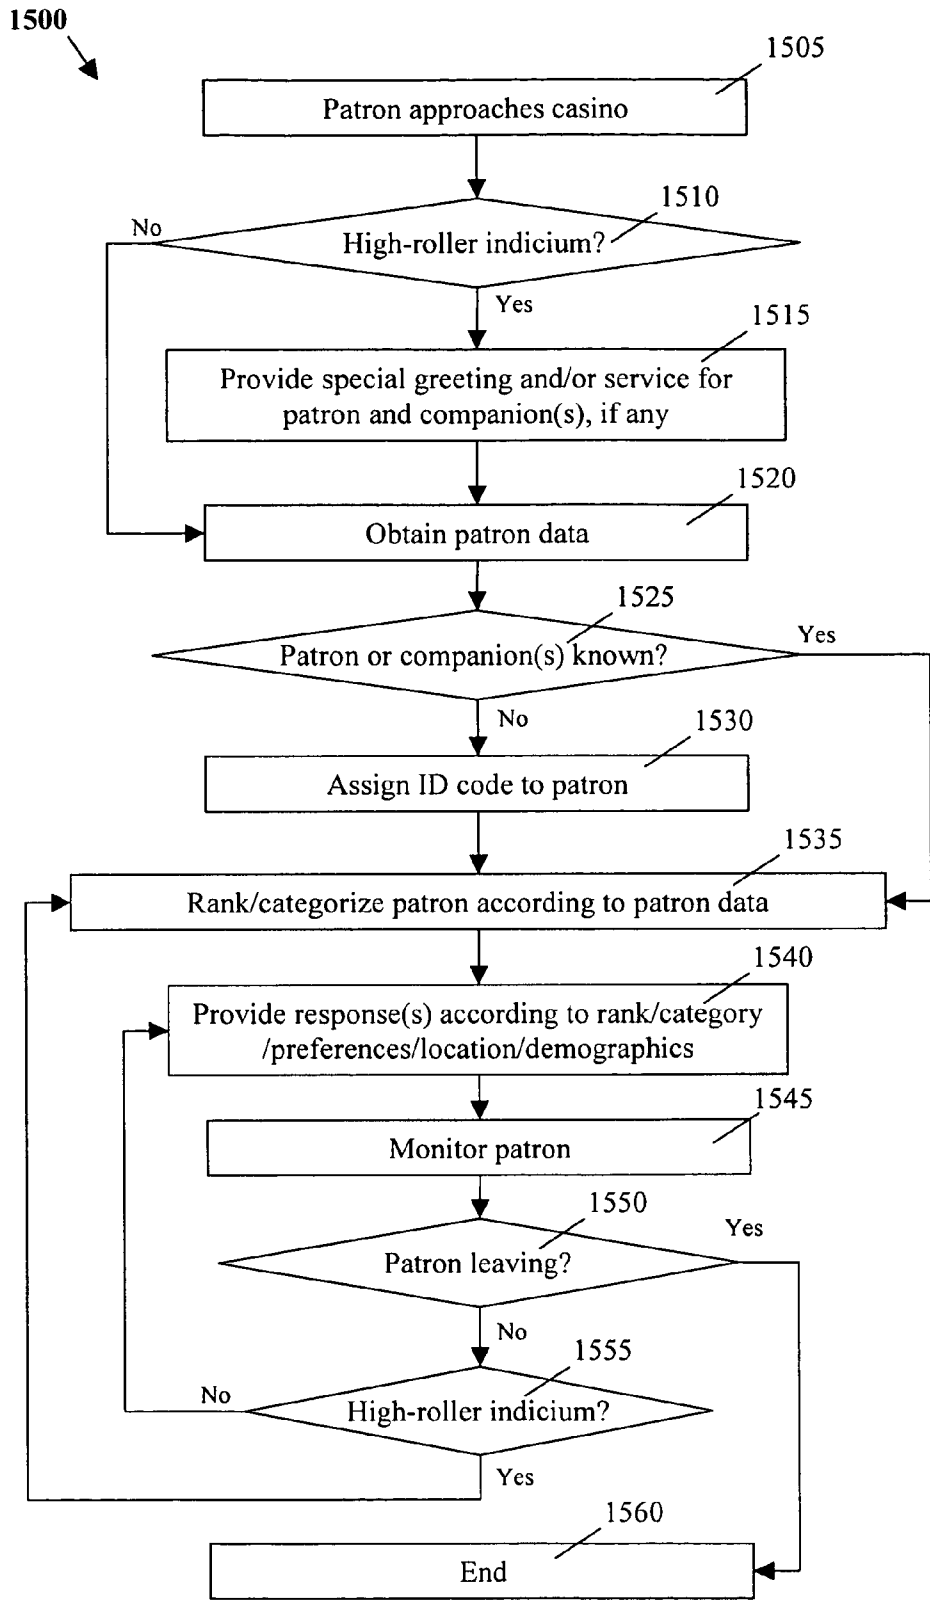 1500
1505
Patron approaches casino
1510
No
High-roller indicium?
Yes
1515
Provide special greeting and/or service for
patron and companion(s), if any
1520
Obtain patron data
1525
Yes
Patron or companion(s) known?
No
1530
Assign ID code to patron
1535
Rank/categorize patron according to patron data
1540
Provide response(s) according to rank/category
/preferences/location/demographics
1545
Monitor patron
1550
Yes
Patron leaving?
No
1555
No
High-roller indicium?
Yes
1560
End